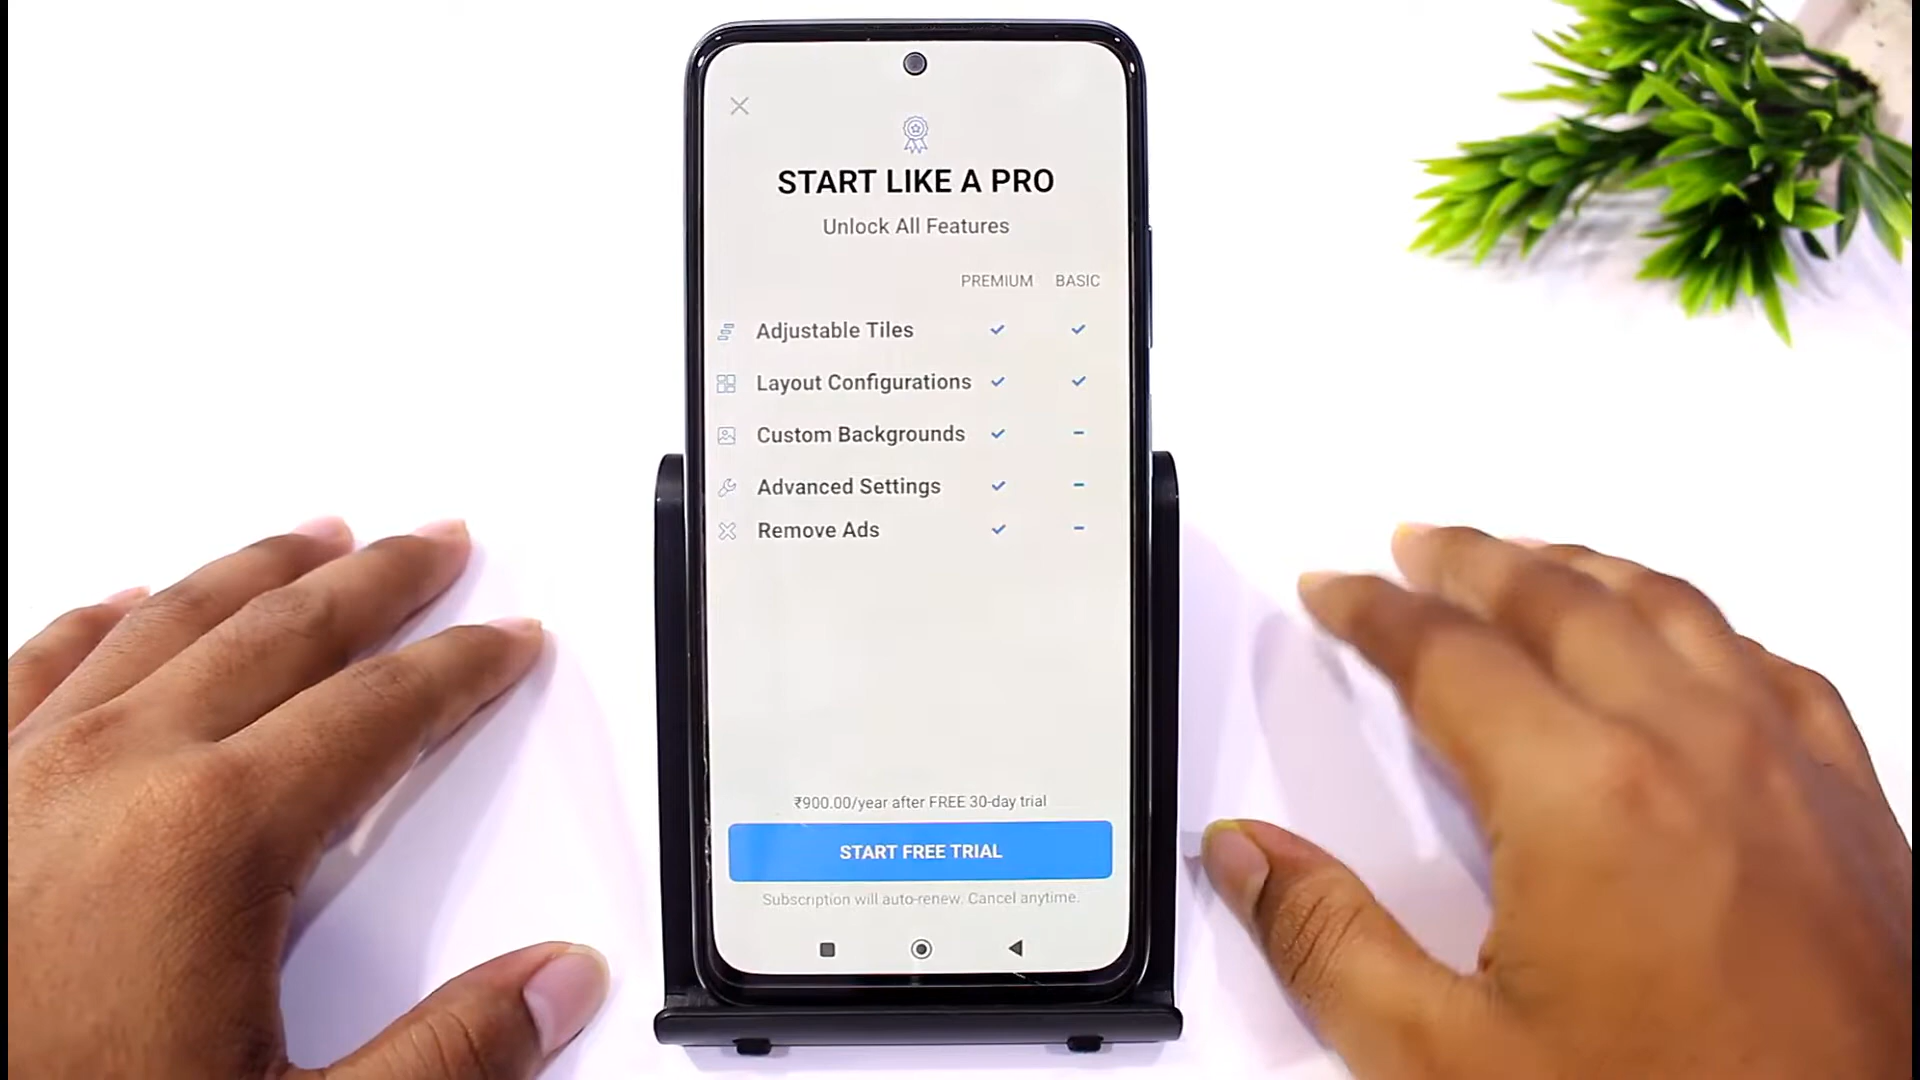 START LIKE A PRO
Unlock All Features
PREMIUM BASIC
Adjustable Tiles
Layout Configurations
Custom Backgrounds
Advanced Settings
Remove Ads
₹900.00/year after FREE 30-day trial
START FREE TRIAL
Subscription will auto-renew. Cancel anytime.